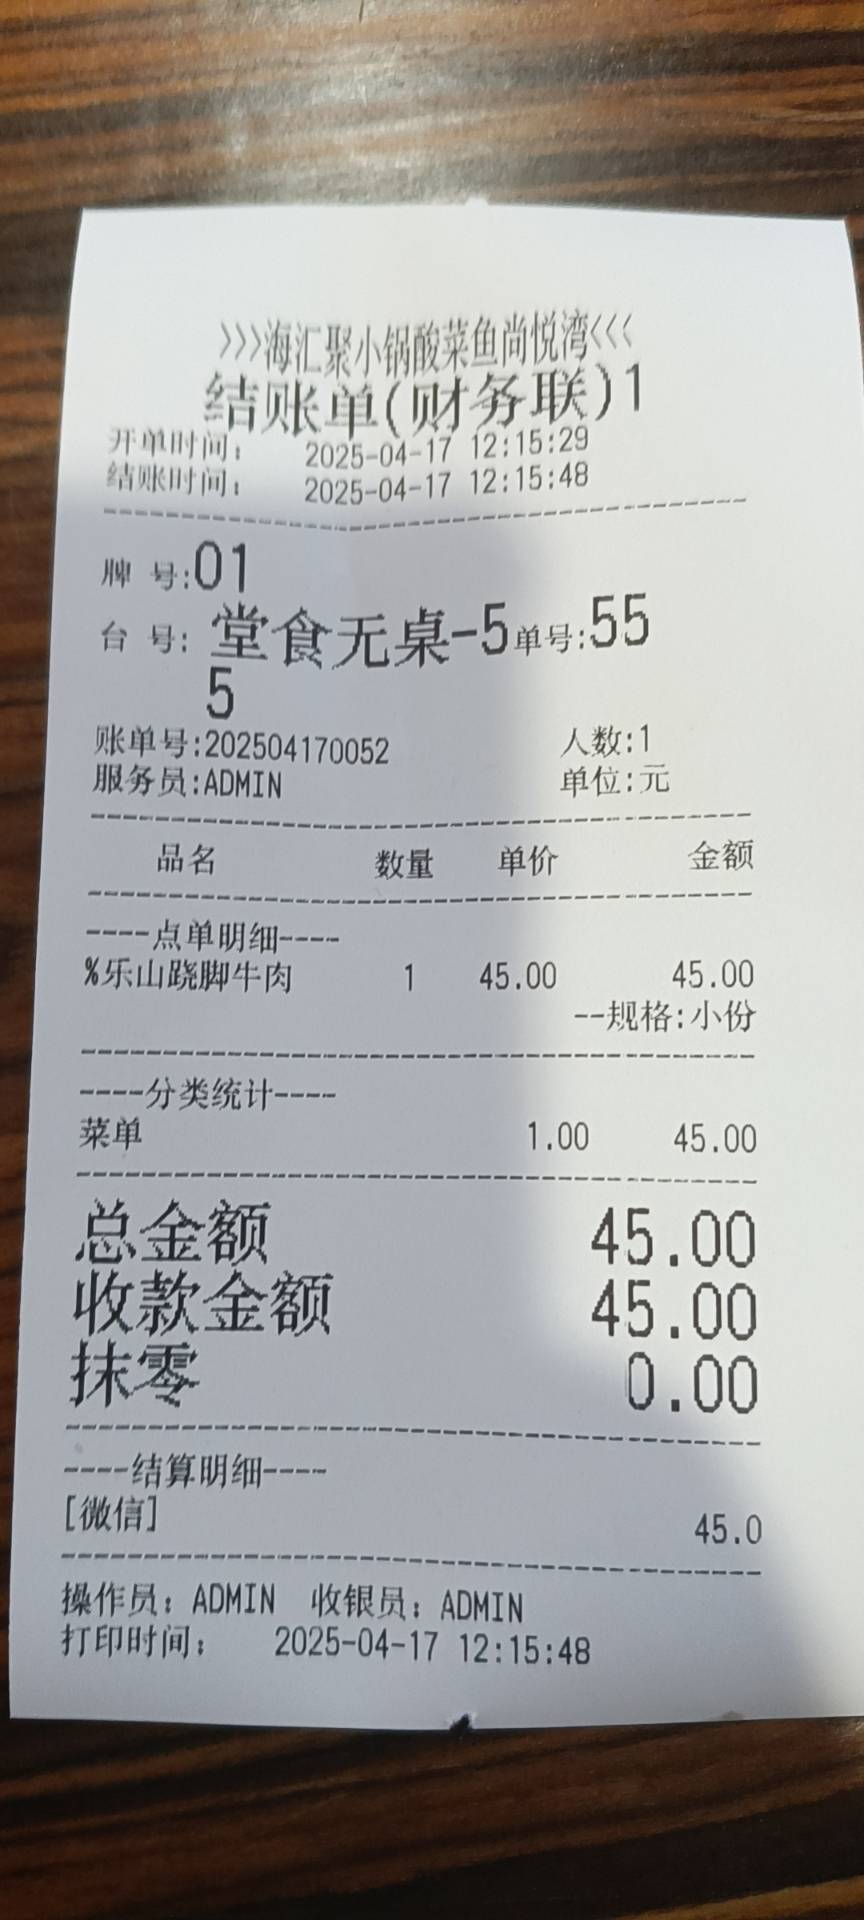 >>>海汇聚小锅酸菜鱼尚悦湾<<<
结账单(财务联)1
开单时间： 2025-04-17 12:15:29
结账时间： 2025-04-17 12:15:48
牌 号:01
台 号: 堂食无桌-5 单号:55
5
账单号:202504170052 人数:1
服务员:ADMIN 单位:元
品名 数量 单价 金额
----点单明细----
%乐山跷脚牛肉 1 45.00 45.00
--规格:小份
----分类统计----
菜单 1.00 45.00
总金额 45.00
收款金额 45.00
抹零 0.00
----结算明细----
[微信] 45.0
操作员：ADMIN 收银员：ADMIN
打印时间： 2025-04-17 12:15:48